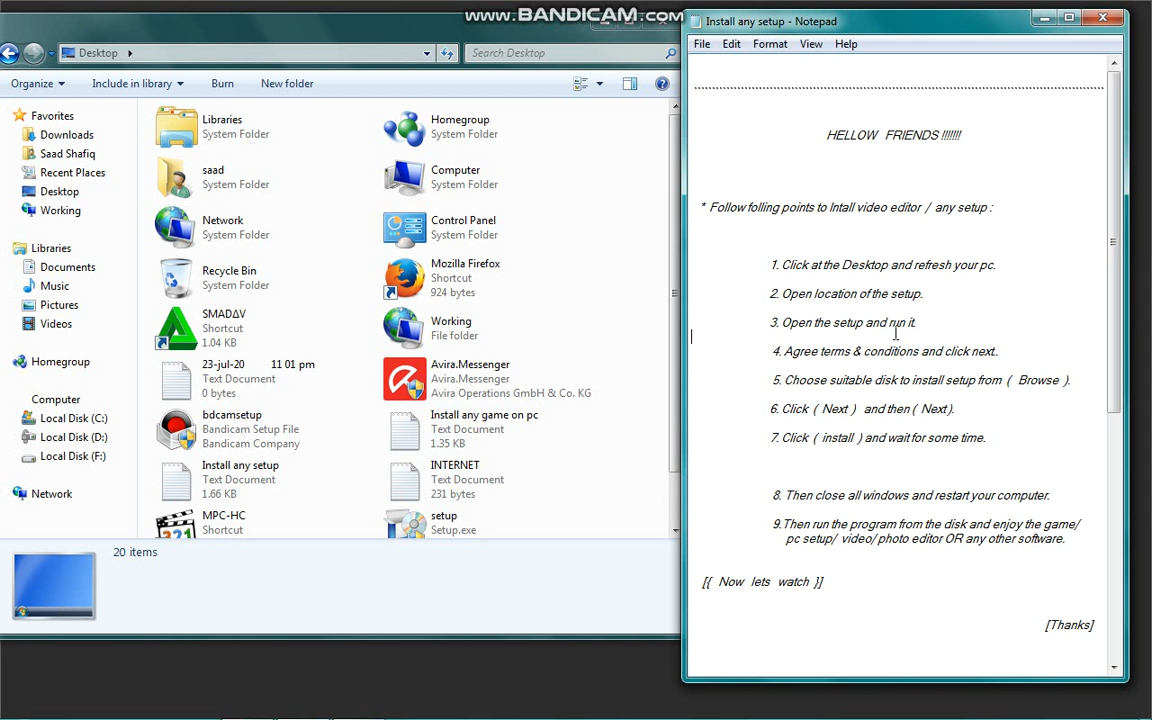 www.BANDICAM.com
Desktop
Search Desktop
Organize
Include in library
Burn
New folder
Favorites
Downloads
Saad Shafiq
Recent Places
Desktop
Working
Libraries
Documents
Music
Pictures
Videos
Homegroup
Computer
Local Disk (C:)
Local Disk (D:)
Local Disk (F:)
Network
Libraries
System Folder
Homegroup
System Folder
saad
System Folder
Computer
System Folder
Network
System Folder
Control Panel
System Folder
Recycle Bin
System Folder
Mozilla Firefox
Shortcut
924 bytes
SMADΔV
Shortcut
1.04 KB
Working
File folder
23-jul-20 11 01 pm
Text Document
0 bytes
Avira.Messenger
Avira.Messenger
Avira Operations GmbH & Co. KG
bdcamsetup
Bandicam Setup File
Bandicam Company
Install any game on pc
Text Document
1.35 KB
Install any setup
Text Document
1.66 KB
INTERNET
Text Document
231 bytes
MPC-HC
Shortcut
321
setup
Setup.exe
20 items
Install any setup - Notepad
File Edit Format View Help
HELLOW FRIENDS !!!!!!!
* Follow folling points to Intall video editor / any setup :
1. Click at the Desktop and refresh your pc.
2. Open location of the setup.
3. Open the setup and run it.
4. Agree terms & conditions and click next..
5. Choose suitable disk to install setup from ( Browse ).
6. Click ( Next ) and then ( Next).
7. Click ( install ) and wait for some time.
8. Then close all windows and restart your computer.
9.Then run the program from the disk and enjoy the game/
pc setup/ video/ photo editor OR any other software.
[{ Now lets watch }]
[Thanks]